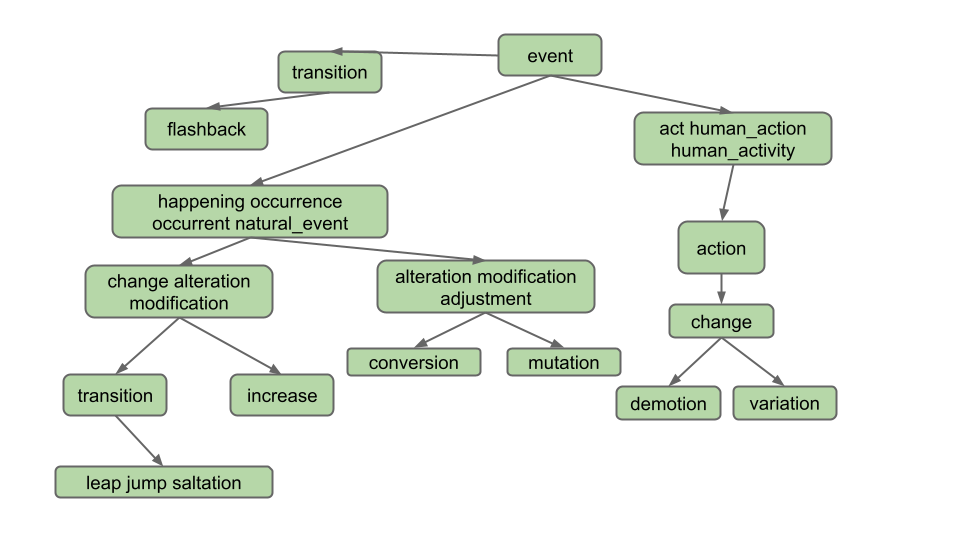 event
transition
flashback
act human_action
human_activity
happening occurrence
occurrent natural_event
action
change alteration
modification
alteration modification
adjustment
change
conversion
mutation
transition
increase
demotion
variation
leap jump saltation